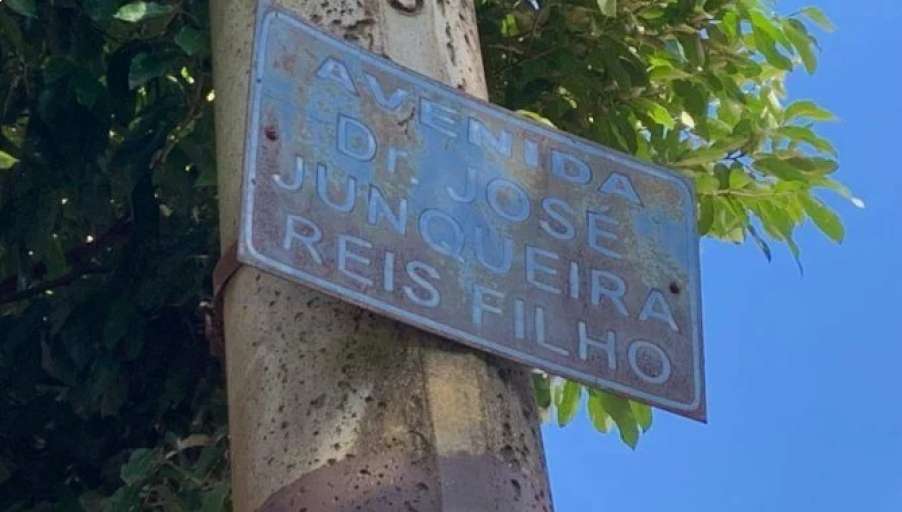 AVENIDA
Dr. JOSÉ
JUNQUEIRA
REIS FILHO